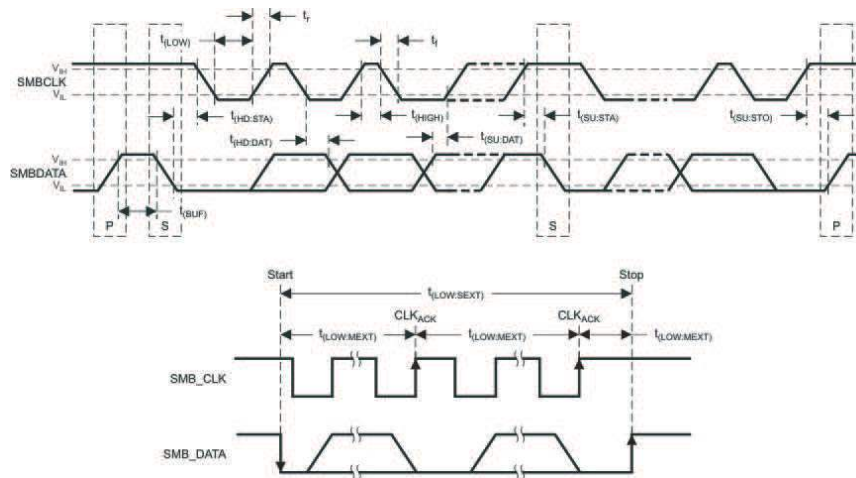 tr
t(LOW)
tf
VIH
SMBCLK
VIL
t(HD:STA)
t(HIGH)
t(SU:STA)
t(SU:STO)
t(HD:DAT)
t(SU:DAT)
VIH
SMBDATA
VIL
t(BUF)
P S S P
Start Stop
t(LOW:SEXT)
CLKACK CLKACK
t(LOW:MEXT) t(LOW:MEXT) t(LOW:MEXT)
SMB_CLK
SMB_DATA